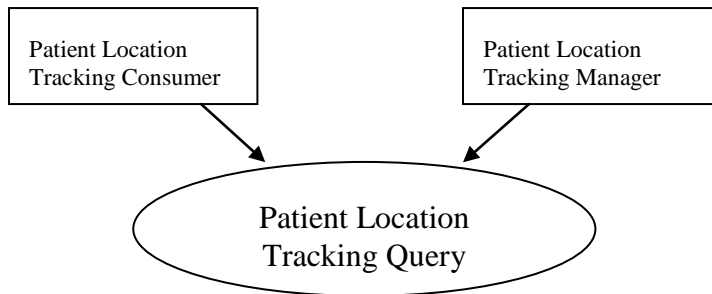 Patient Location
Tracking Consumer
Patient Location
Tracking Manager
Patient Location
Tracking Query